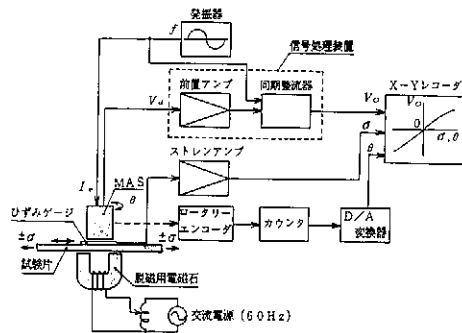 発振器
f
信号処理装置
前置アンプ
同期整流器
V₀
X-Yレコーダ
V₀
0
σ,θ
Vd
ストレンアンプ
σ
θ
Ie
MAS
θ
ひずみゲージ
ロータリー
エンコーダ
カウンタ
D/A
変換器
±σ
±σ
試験片
脱磁用電磁石
交流電源 (60Hz)